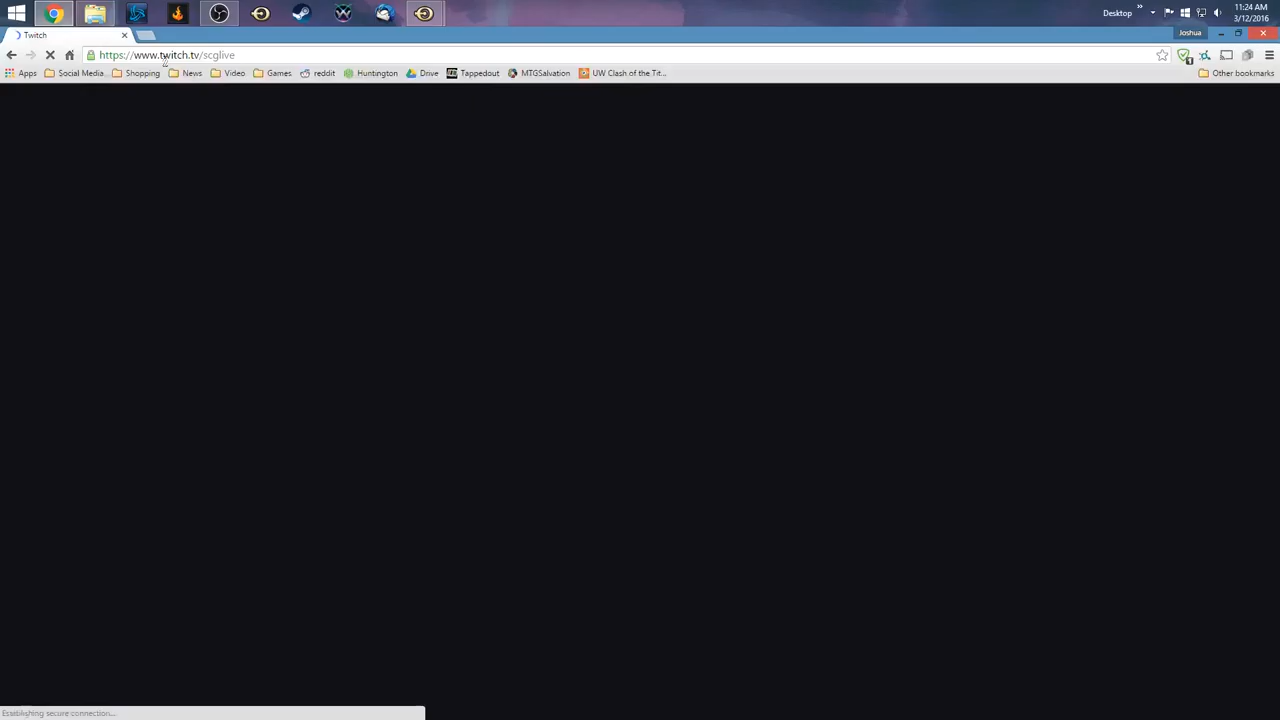 Desktop
»
11:24 AM
3/12/2016
Twitch
Joshua
https://www.twitch.tv/scglive
Apps
Social Media
Shopping
News
Video
Games
reddit
Huntington
Drive
Tappedout
MTGSalvation
UW Clash of the Tit...
Other bookmarks
Establishing secure connection...